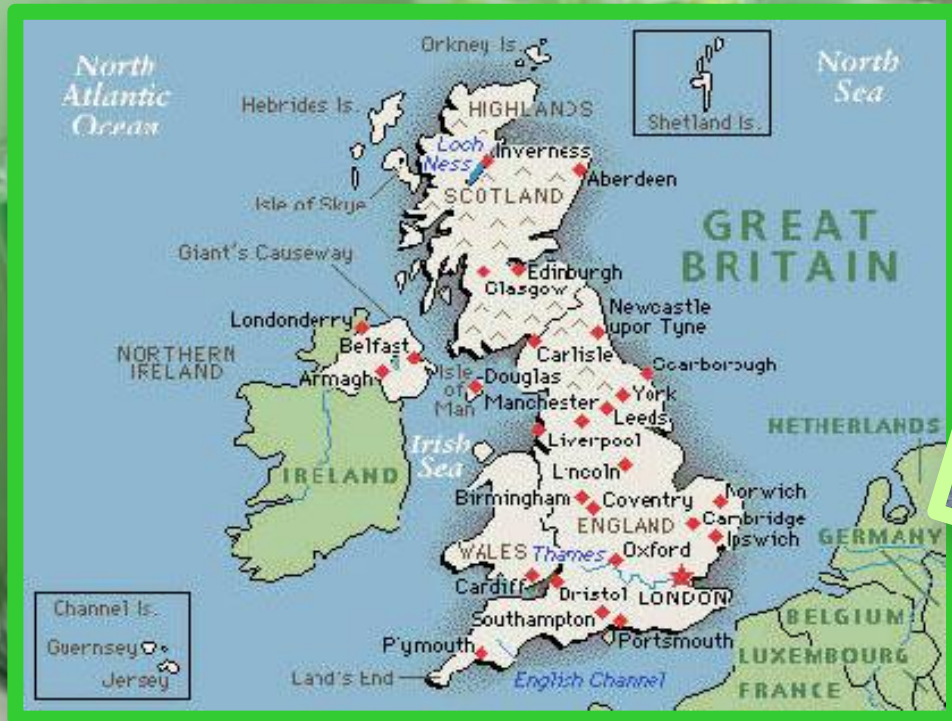 North
Atlantic
Ocean
Orkney Is.
North
Sea
Hebrides Is.
HIGHLANDS
Shetland Is.
Loch
Ness
Inverness
Aberdeen
Isle of Skye
SCOTLAND
GREAT
BRITAIN
Giant's Causeway
Edinburgh
Glasgow
Newcastle
upon Tyne
Londonderry
NORTHERN
IRELAND
Belfast
Carlisle
Scarborough
Armagh
Isle
of
Man
Douglas
York
Manchester
Leeds
Liverpool
Irish
Sea
NETHERLANDS
IRELAND
Lincoln
Birmingham
Coventry
Norwich
ENGLAND
Cambridge
Ipswich
GERMANY
WALES
Thames
Oxford
Cardiff
Bristol
LONDON
Channel Is.
Guernsey
Jersey
Southampton
Portsmouth
BELGIUM
Plymouth
LUXEMBOURG
Land's End
English Channel
FRANCE